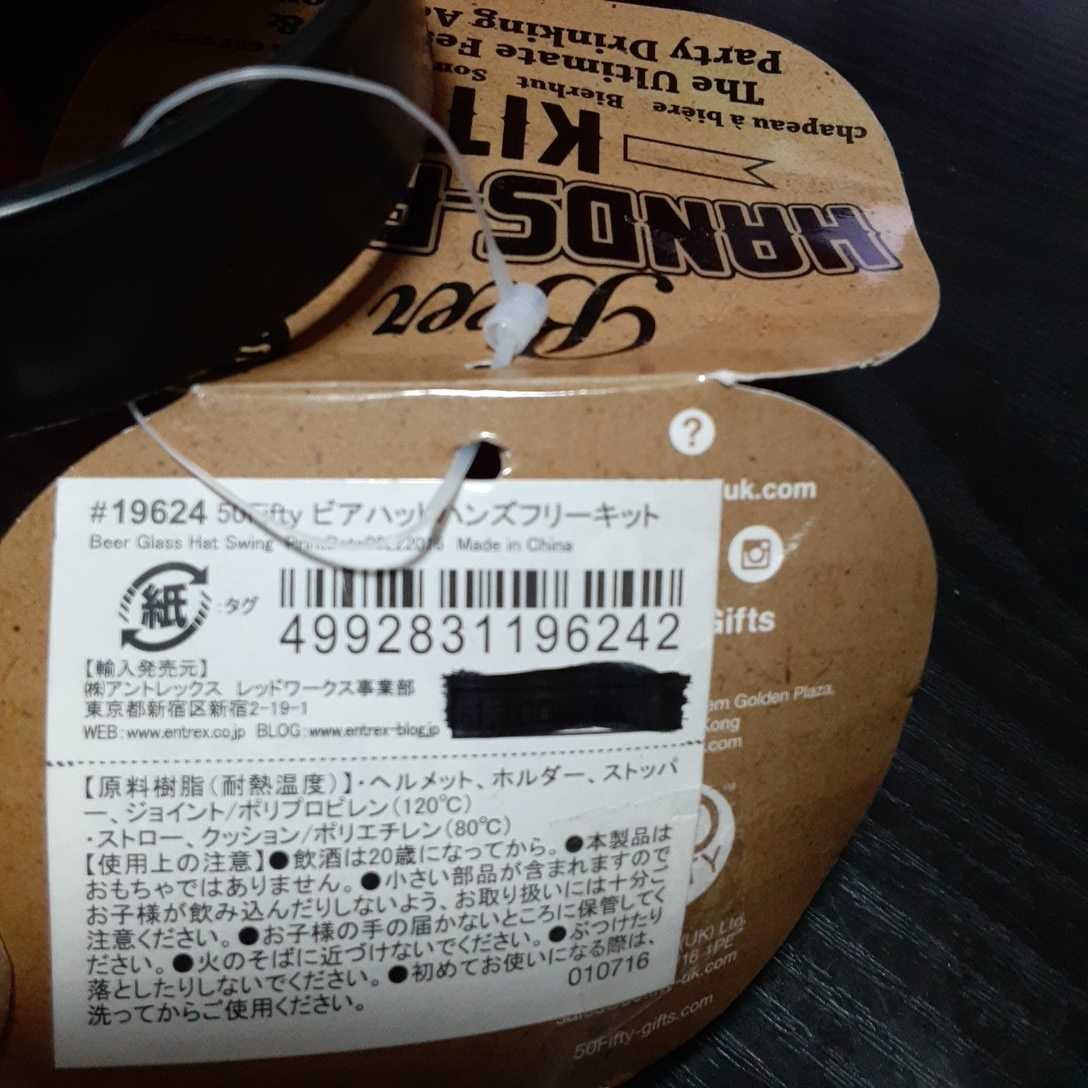 The Ultimate
Party Drinking
chapeau à bière Bierhut
KIT
HANDS-
Beer
?
uk.com
Gifts
Golden Plaza,
Kong
.com
(UK) Ltd.
1PE
uk.com
50Fifty-gifts.com
#19624 50Fifty ビアハット ハンズフリーキット
Beer Glass Hat Swing Made in China
紙 :タグ
4992831196242
【輸入発売元】
㈱アントレックス レッドワークス事業部
東京都新宿区新宿2-19-1
WEB:www.entrex.co.jp BLOG:www.entrex-blog.jp
【原料樹脂(耐熱温度)】・ヘルメット、ホルダー、ストッパ
ー、ジョイント/ポリプロピレン(120℃)
・ストロー、クッション/ポリエチレン(80℃)
【使用上の注意】●飲酒は20歳になってから。●本製品は
おもちゃではありません。●小さい部品が含まれますので
お子様が飲み込んだりしないよう、お取り扱いには十分ご
注意ください。●お子様の手の届かないところに保管してく
ださい。●火のそばに近づけないでください。●ぶつけたり
落としたりしないでください。●初めてお使いになる際は、
洗ってからご使用ください。
010716